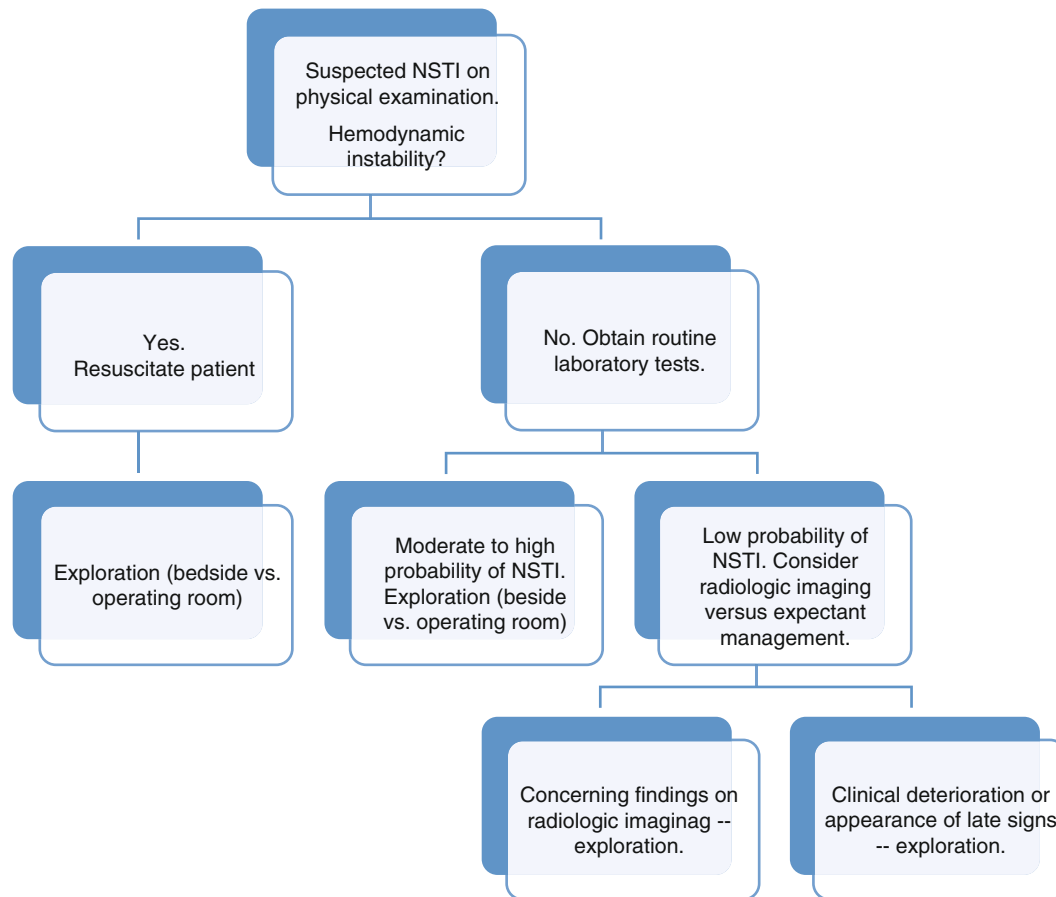 Suspected NSTI on
physical examination.
Hemodynamic
instability?
Yes.
Resuscitate patient
No. Obtain routine
laboratory tests.
Exploration (bedside vs.
operating room)
Moderate to high
probability of NSTI.
Exploration (beside
vs. operating room)
Low probability of
NSTI. Consider
radiologic imaging
versus expectant
management.
Concerning findings on
radiologic imaginag --
exploration.
Clinical deterioration or
appearance of late signs
-- exploration.